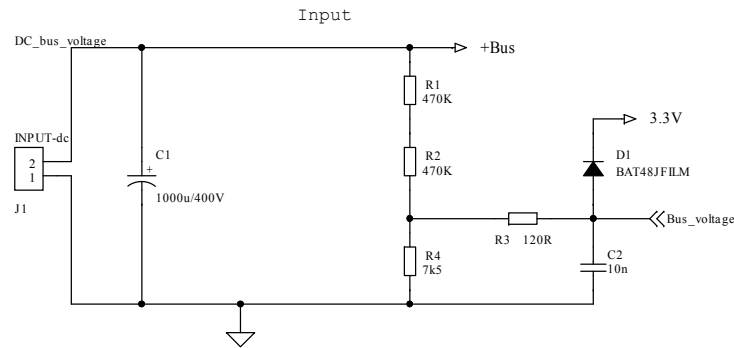 Input
DC_bus_voltage
+Bus
R1
470K
3.3V
INPUT-dc
2
1
J1
C1
+
1000u/400V
R2
470K
D1
BAT48JFILM
Bus_voltage
R3 120R
R4
7k5
C2
10n